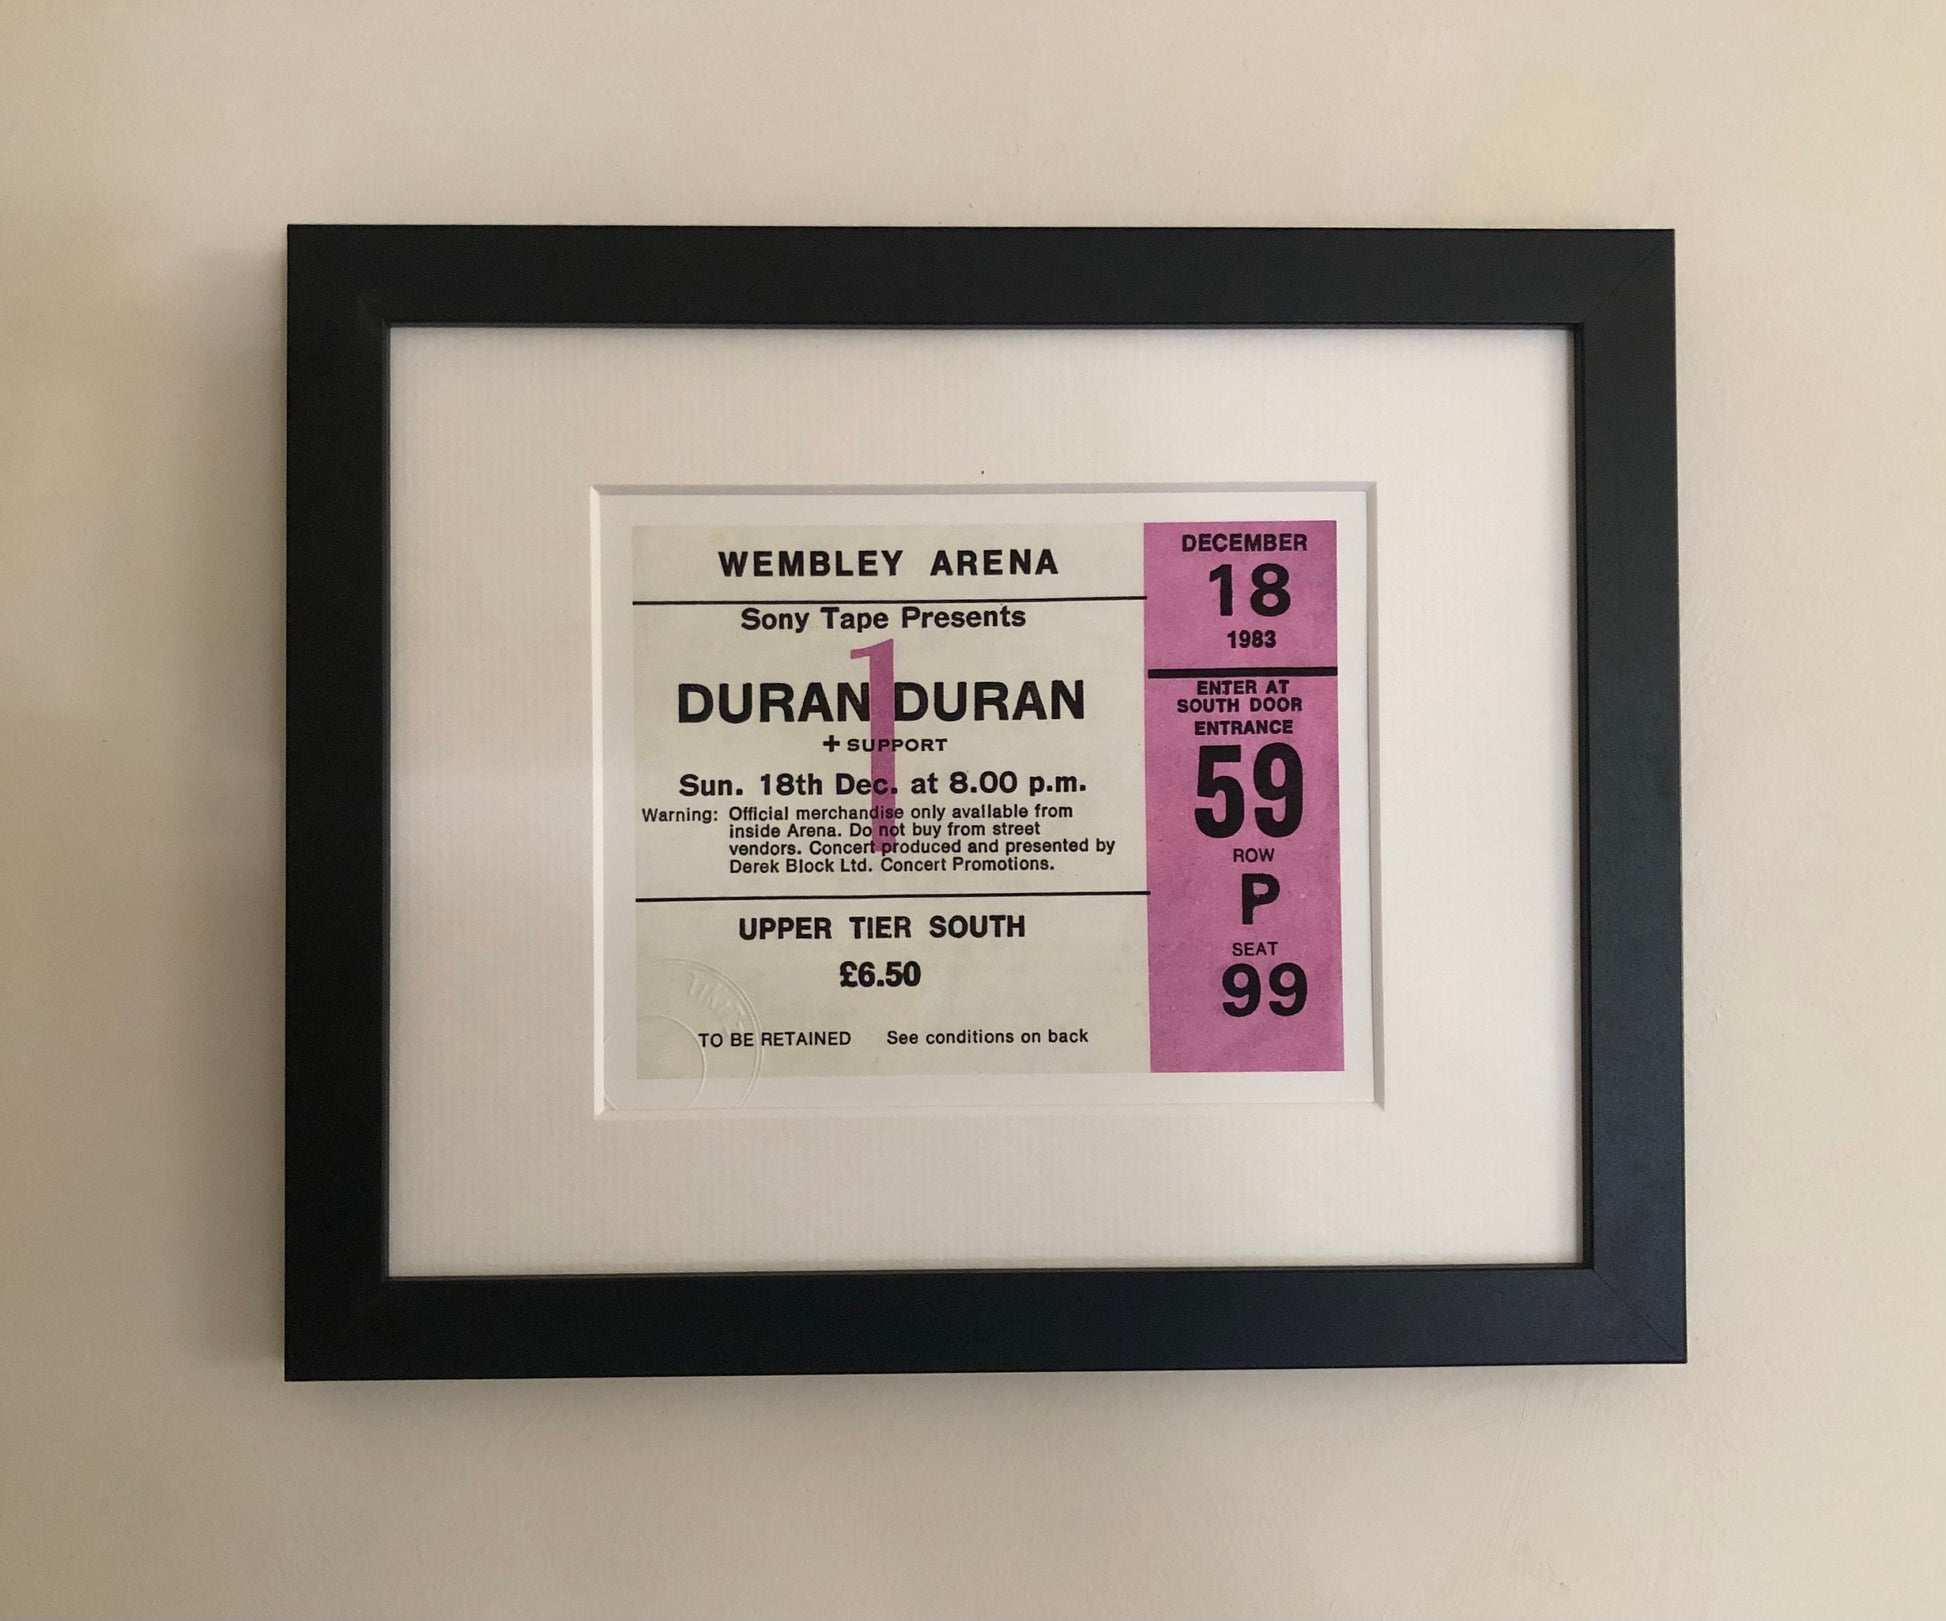 WEMBLEY ARENA
Sony Tape Presents
1
DURAN DURAN
+ SUPPORT
Sun. 18th Dec. at 8.00 p.m.
Warning: Official merchandise only available from
inside Arena. Do not buy from street
vendors. Concert produced and presented by
Derek Block Ltd. Concert Promotions.
UPPER TIER SOUTH
£6.50
TO BE RETAINED See conditions on back
DECEMBER
18
1983
ENTER AT
SOUTH DOOR
ENTRANCE
59
ROW
P
SEAT
99